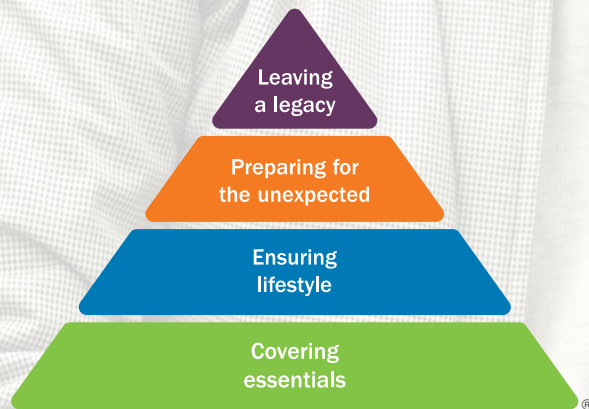 Leaving
a legacy
Preparing for
the unexpected
Ensuring
lifestyle
Covering
essentials
®